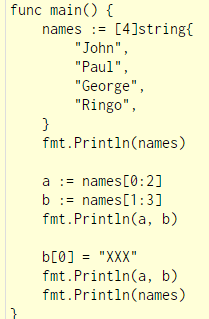 func main() {
    names := [4]string{
        "John",
        "Paul",
        "George",
        "Ringo",
    }
    fmt.Println(names)

    a := names[0:2]
    b := names[1:3]
    fmt.Println(a, b)

    b[0] = "XXX"
    fmt.Println(a, b)
    fmt.Println(names)
}